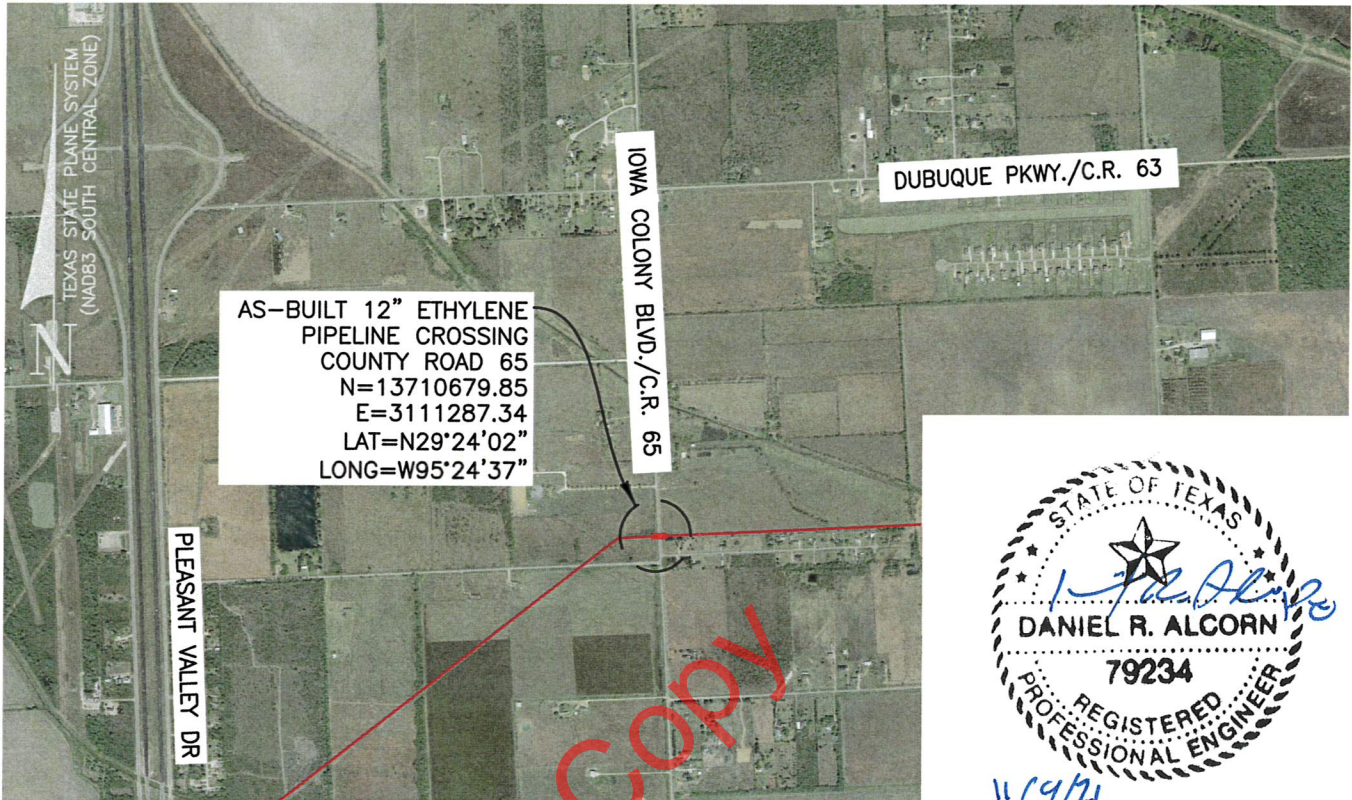 TEXAS STATE PLANE SYSTEM
(NAD83 SOUTH CENTRAL ZONE)
N
IOWA COLONY BLVD./C.R. 65
DUBUQUE PKWY./C.R. 63
AS-BUILT 12" ETHYLENE
PIPELINE CROSSING
COUNTY ROAD 65
N=13710679.85
E=3111287.34
LAT=N29°24'02"
LONG=W95°24'37"
PLEASANT VALLEY DR
Copy
STATE OF TEXAS
DANIEL R. ALCORN
79234
REGISTERED
PROFESSIONAL ENGINEER